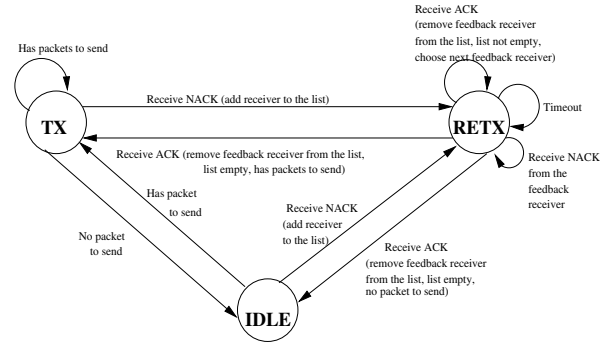 Receive ACK
(remove feedback receiver
from the list, list not empty,
choose next feedback receiver)
Has packets to send
Receive NACK (add receiver to the list)
Timeout
TX
RETX
Receive ACK (remove feedback receiver from the list,
list empty, has packets to send)
Receive NACK
from the
feedback
receiver
Has packet
to send
Receive NACK
(add receiver
to the list)
No packet
to send
Receive ACK
(remove feedback receiver
from the list, list empty,
no packet to send)
IDLE